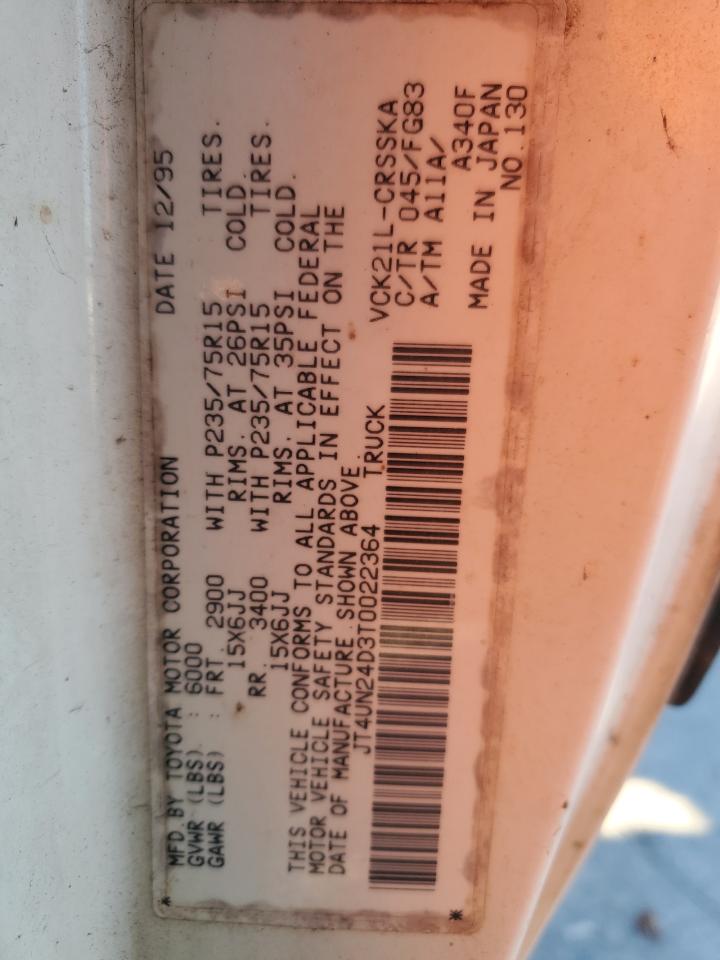 MFD. BY TOYOTA MOTOR CORPORATION DATE 12/95
GVWR (LBS) : 6000
GAWR (LBS) : FRT. 2900 WITH P235/75R15 TIRES.
15X6JJ RIMS. AT 26PSI COLD.
RR. 3400 WITH P235/75R15 TIRES.
15X6JJ RIMS. AT 35PSI COLD.
THIS VEHICLE CONFORMS TO ALL APPLICABLE FEDERAL
MOTOR VEHICLE SAFETY STANDARDS IN EFFECT ON THE
DATE OF MANUFACTURE SHOWN ABOVE.
JT4UN24D3T0022364 TRUCK
VCK21L-CRSSKA
C/TR 045/FG83
A/TM A11A/
A340F
MADE IN JAPAN
* * NO.130